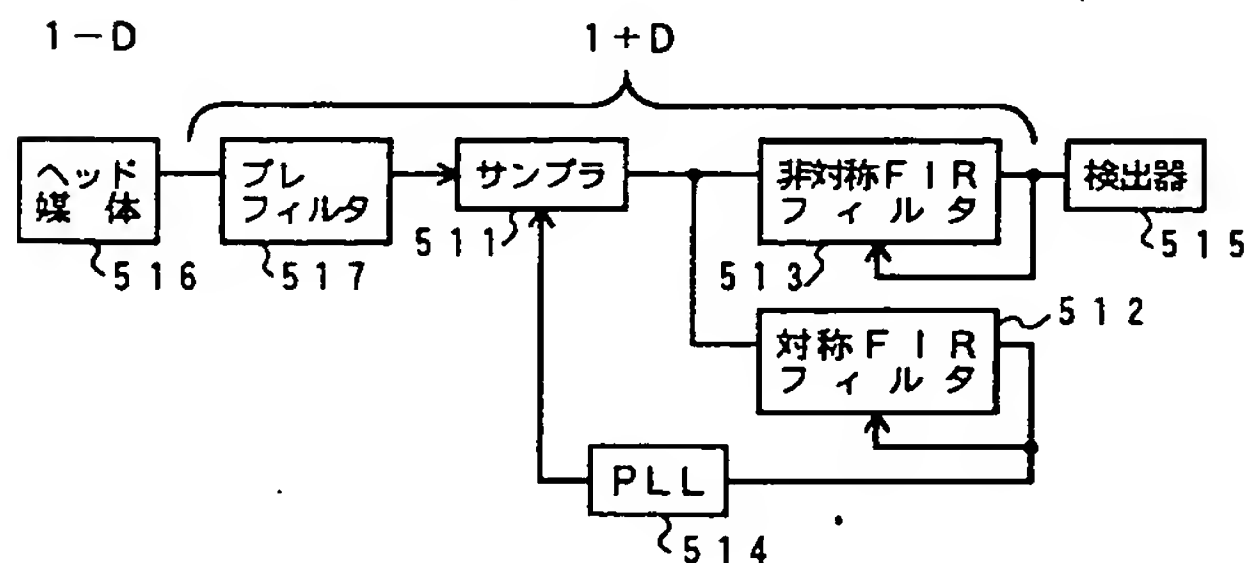 1-D
1+D
ヘッド
媒体
プレ
フィルタ
サンプラ
非対称FIR
フィルタ
検出器
516
517
511
513
515
対称FIR
フィルタ
512
PLL
514